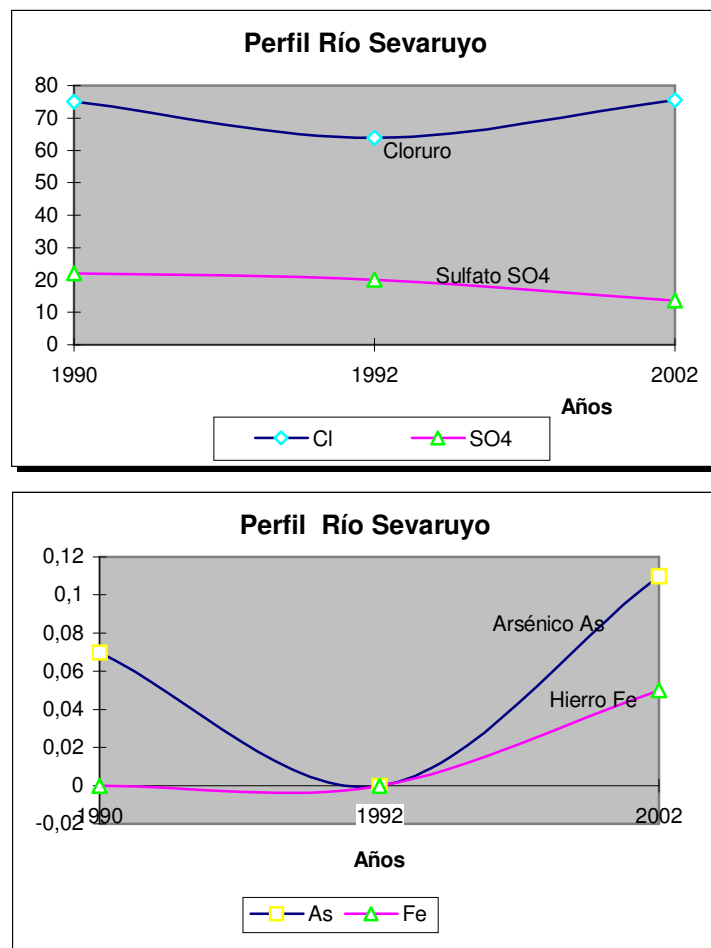 Perfil Río Sevaruyo
80
70
60
50
40
30
20
10
0
Cloruro
Sulfato SO4
1990 1992 2002
Años
Cl SO4
Perfil Río Sevaruyo
0,12
0,1
0,08
0,06
0,04
0,02
0
-0,02
Arsénico As
Hierro Fe
1990 1992 2002
Años
As Fe